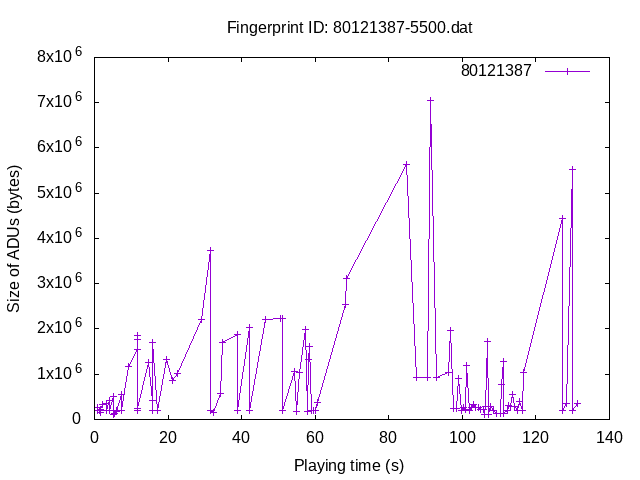 Fingerprint ID: 80121387-5500.dat
80121387
8x10^6
7x10^6
6x10^6
5x10^6
4x10^6
3x10^6
2x10^6
1x10^6
0
Size of ADUs (bytes)
0 20 40 60 80 100 120 140
Playing time (s)